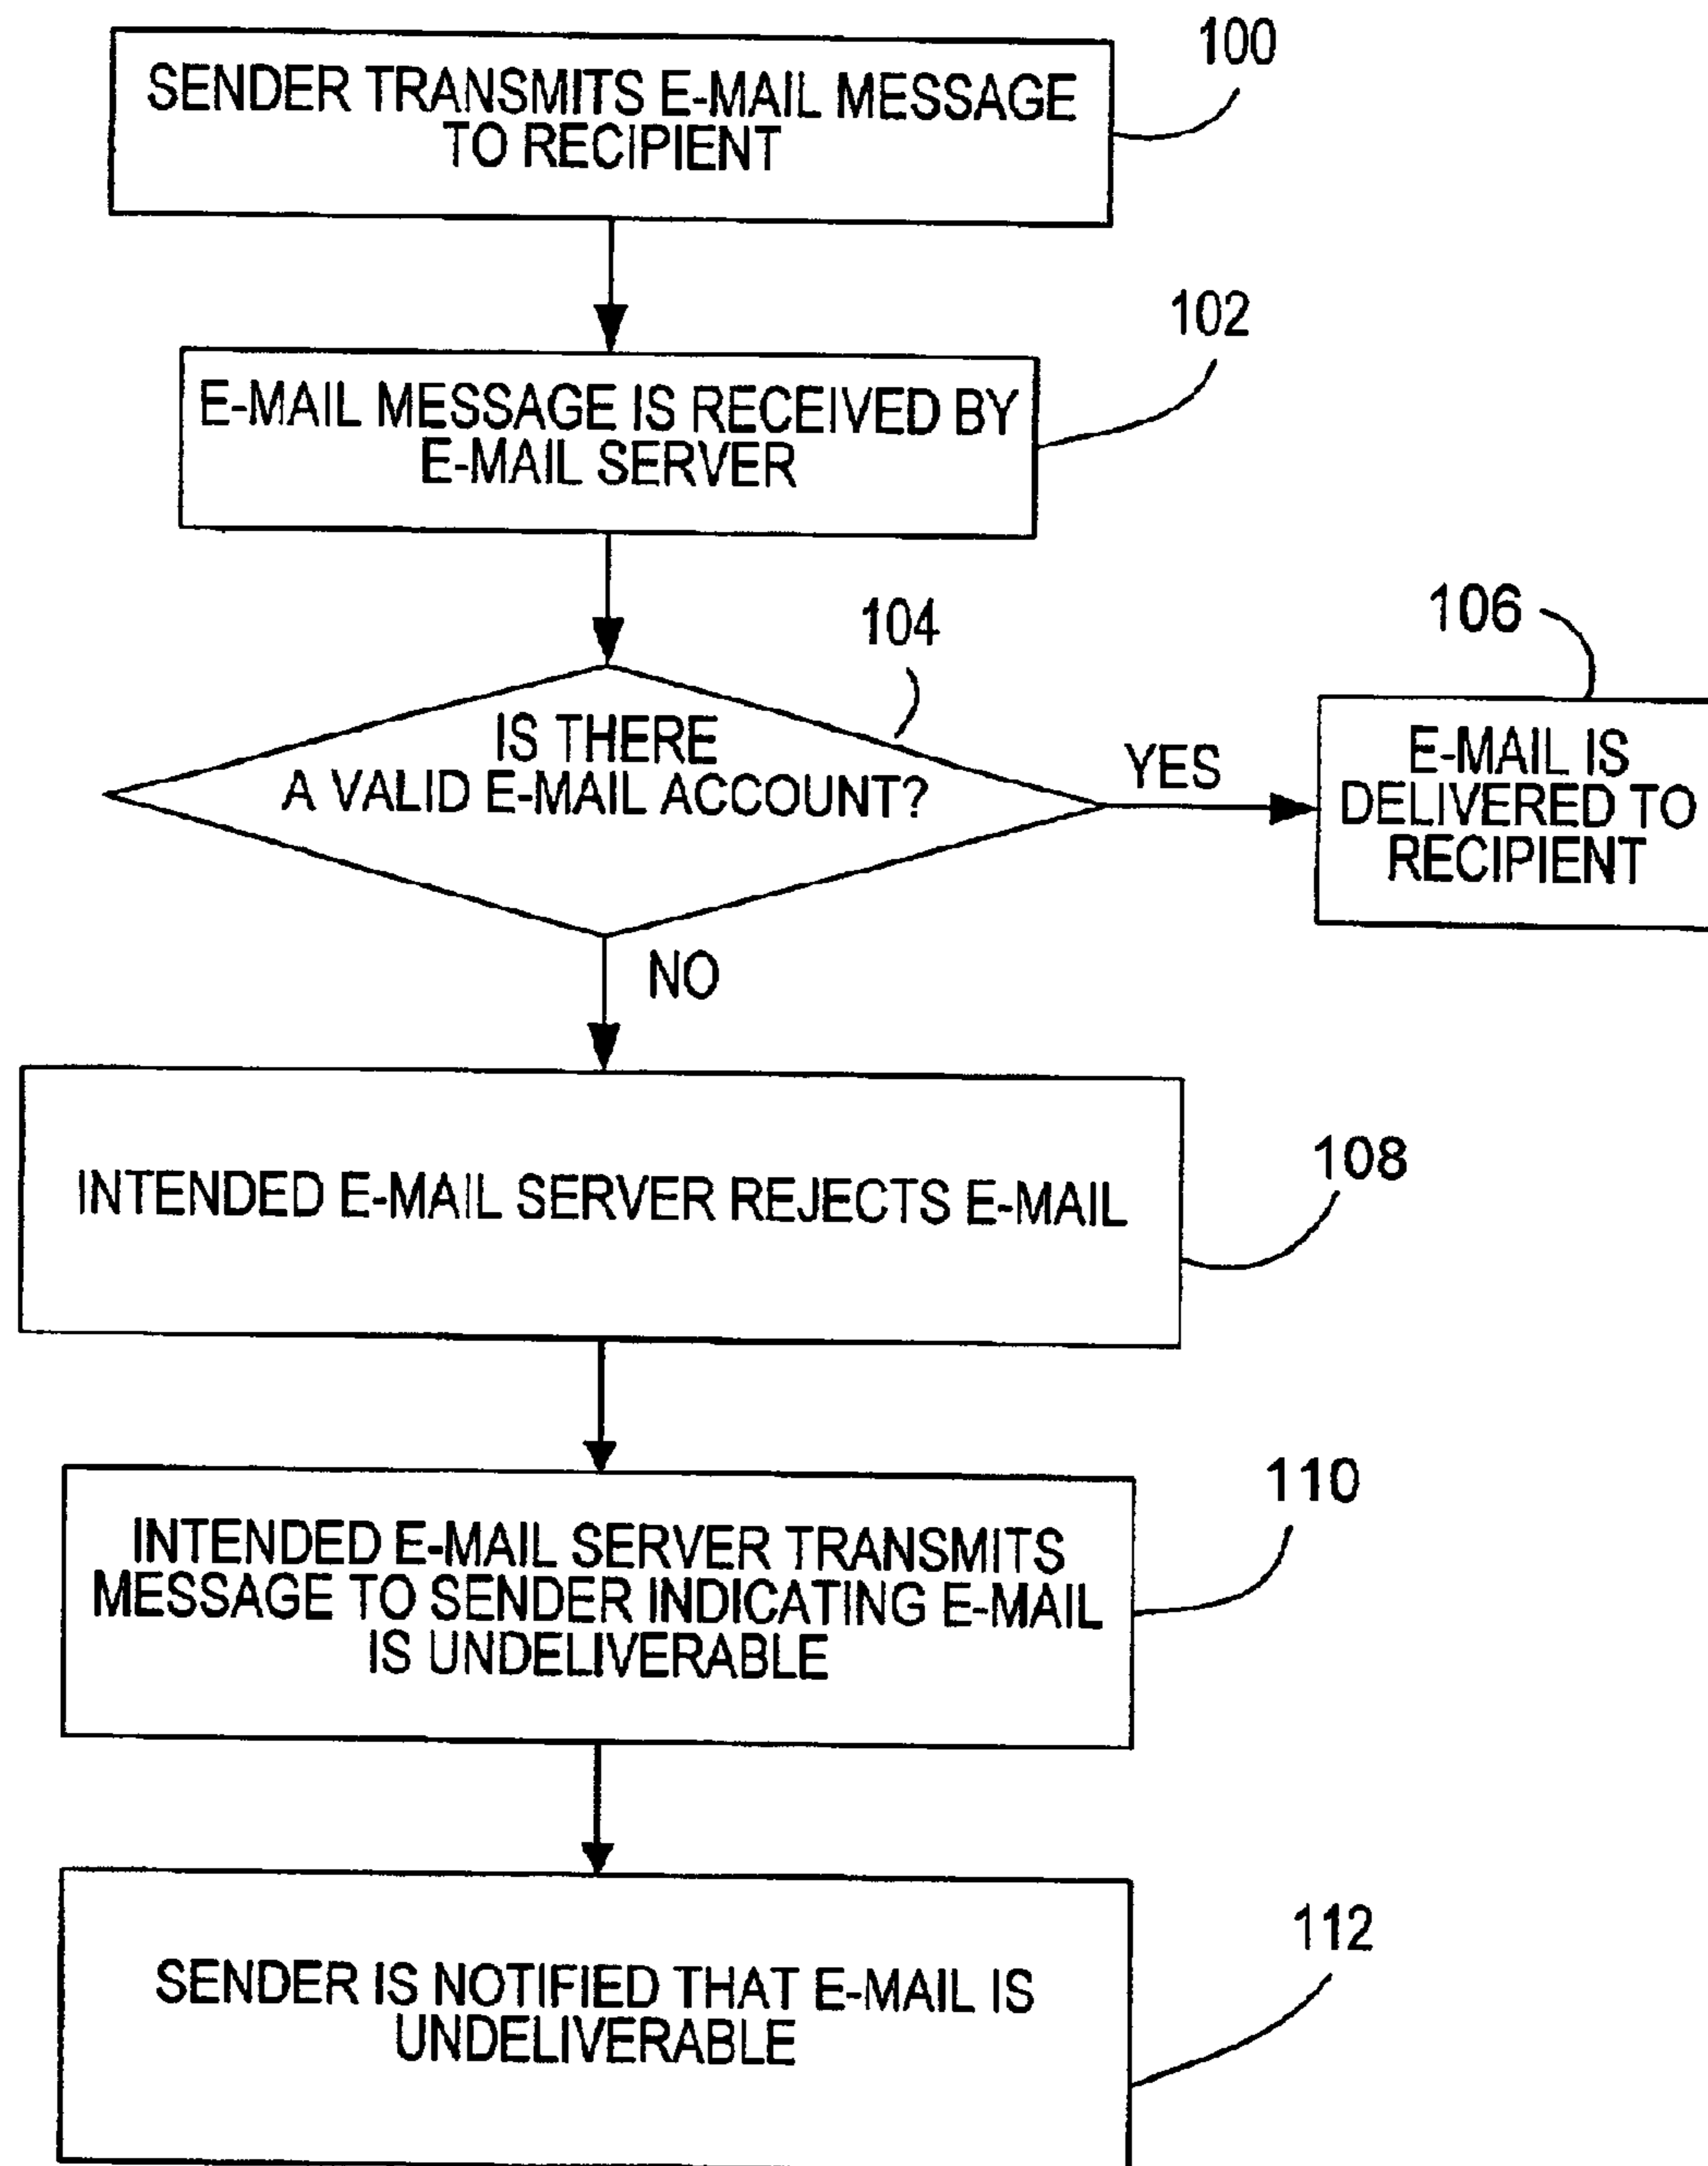 100
SENDER TRANSMITS E-MAIL MESSAGE
TO RECIPIENT
102
E-MAIL MESSAGE IS RECEIVED BY
E-MAIL SERVER
104
106
IS THERE
A VALID E-MAIL ACCOUNT?
YES
E-MAIL IS
DELIVERED TO
RECIPIENT
NO
108
INTENDED E-MAIL SERVER REJECTS E-MAIL
110
INTENDED E-MAIL SERVER TRANSMITS
MESSAGE TO SENDER INDICATING E-MAIL
IS UNDELIVERABLE
112
SENDER IS NOTIFIED THAT E-MAIL IS
UNDELIVERABLE